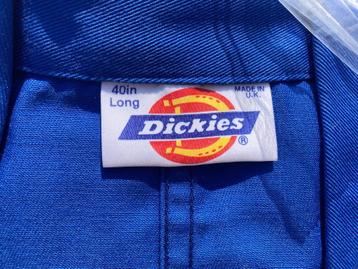 40in
Long
MADE IN
U.K.
Dickies
®